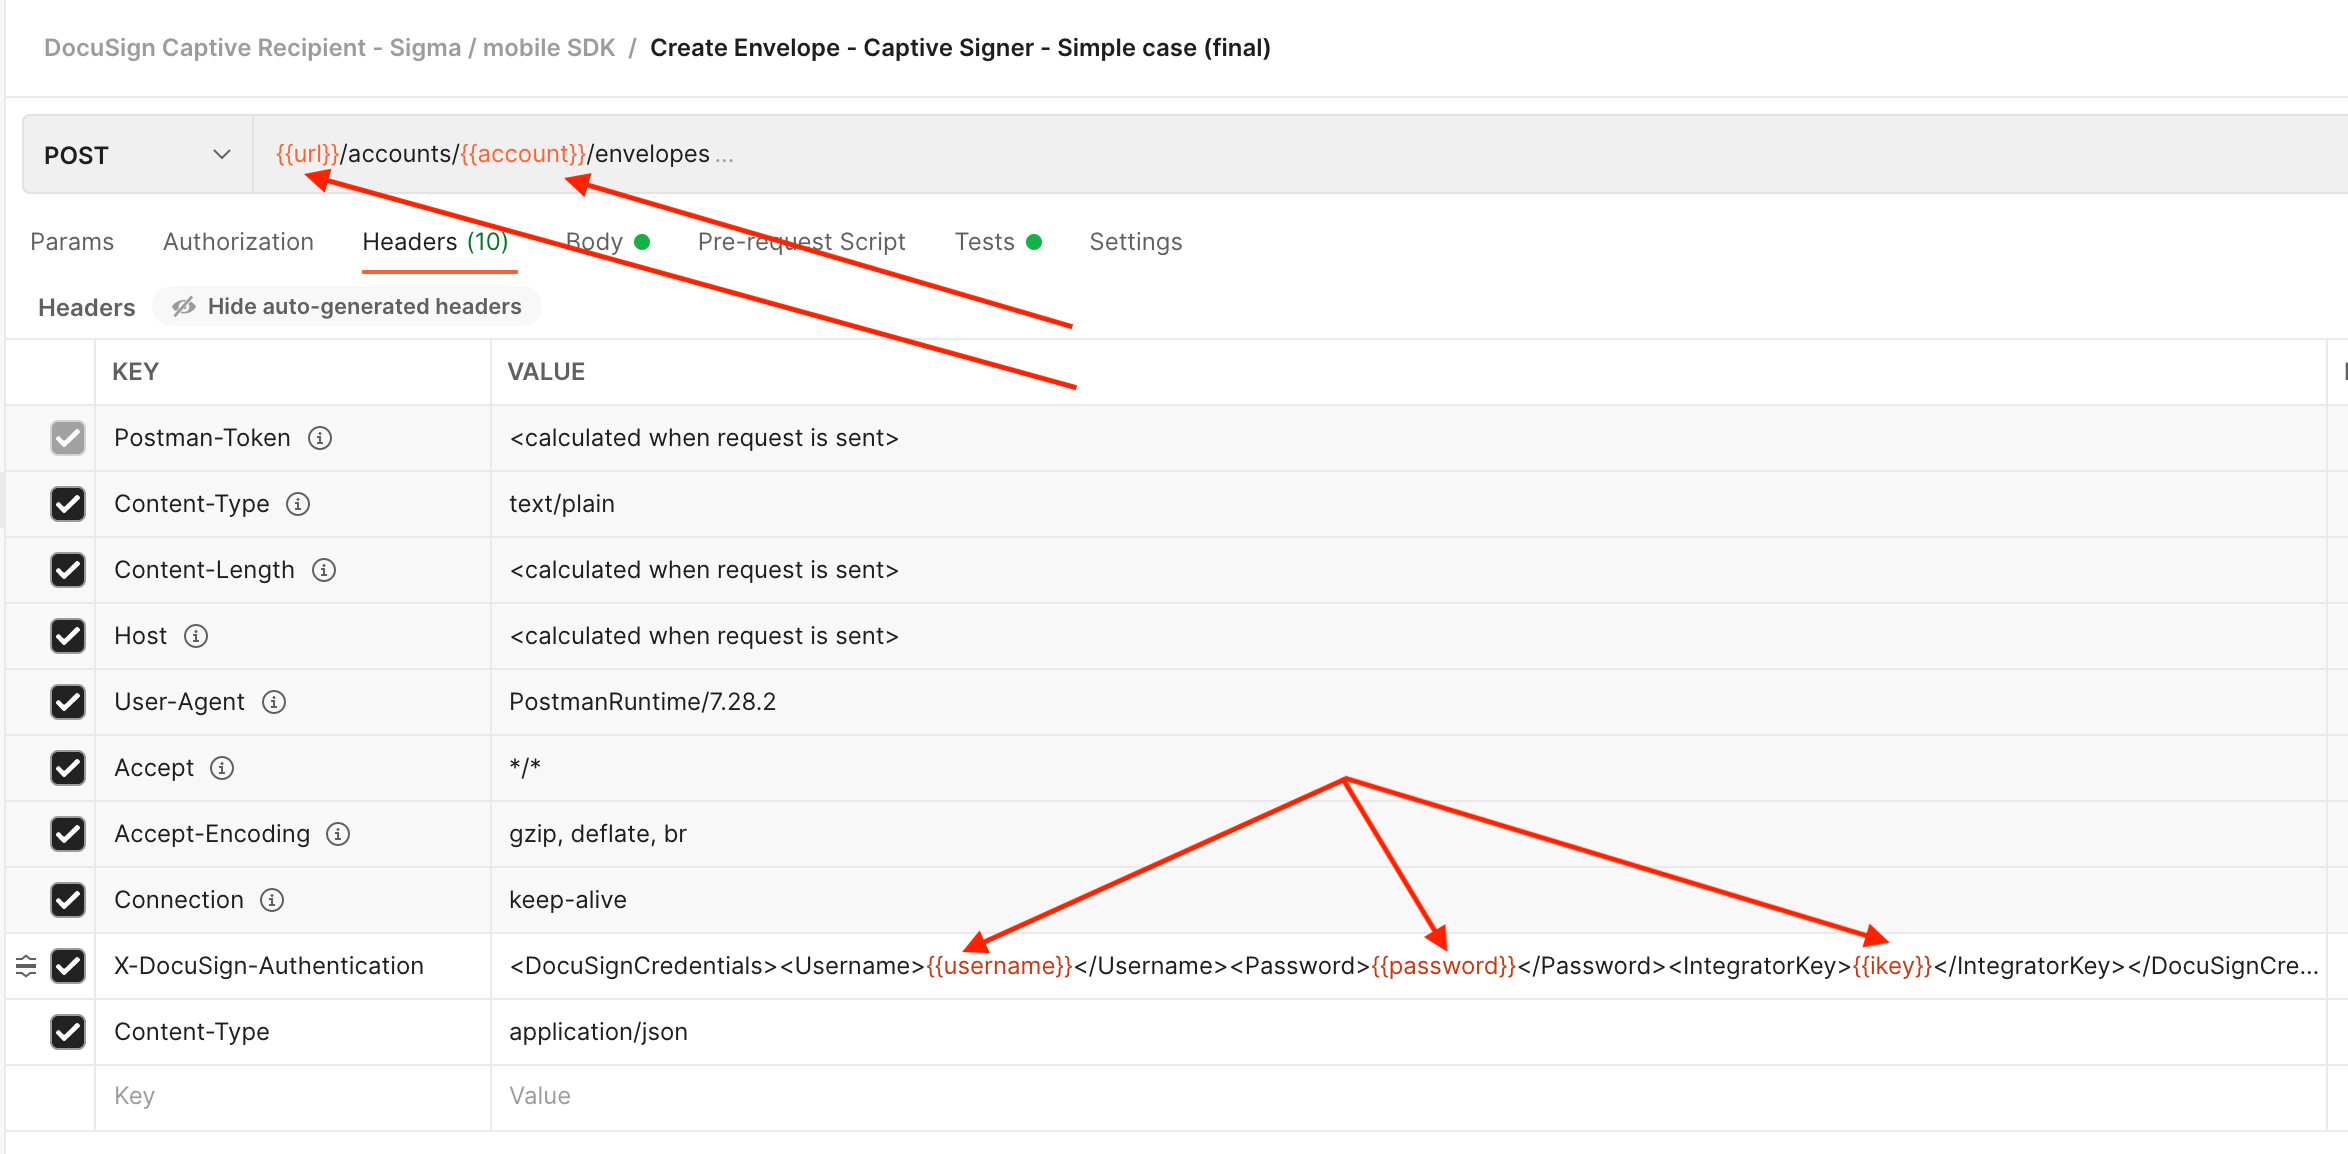 DocuSign Captive Recipient - Sigma / mobile SDK / Create Envelope - Captive Signer - Simple case (final)
POST {{url}}/accounts/{{account}}/envelopes ...
Params Authorization Headers (10) Body Pre-request Script Tests Settings
Headers Hide auto-generated headers
KEY VALUE
Postman-Token <calculated when request is sent>
Content-Type text/plain
Content-Length <calculated when request is sent>
Host <calculated when request is sent>
User-Agent PostmanRuntime/7.28.2
Accept */*
Accept-Encoding gzip, deflate, br
Connection keep-alive
X-DocuSign-Authentication <DocuSignCredentials><Username>{{username}}</Username><Password>{{password}}</Password><IntegratorKey>{{ikey}}</IntegratorKey></DocuSignCre...
Content-Type application/json
Key Value